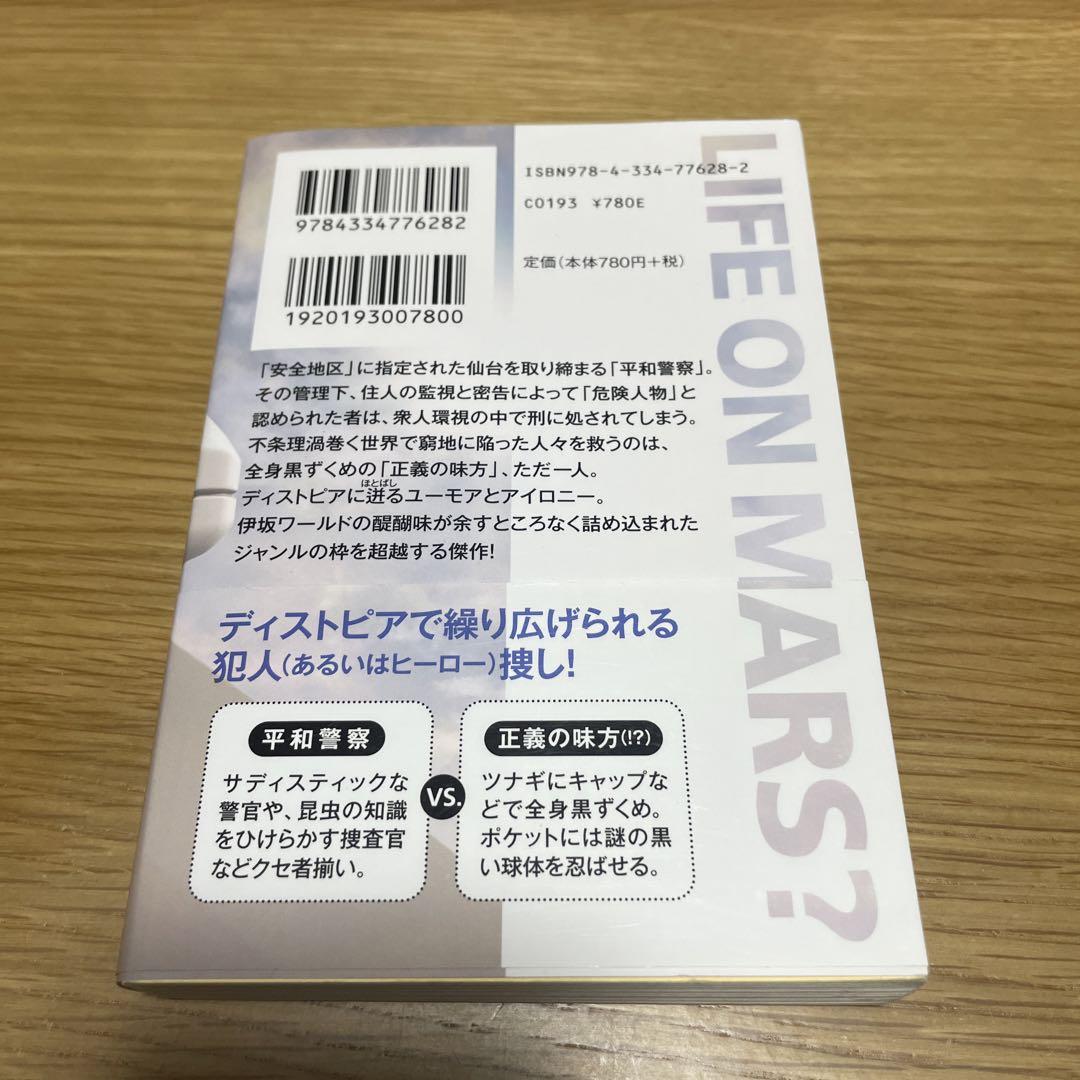 ISBN978-4-334-77628-2
C0193 ¥780E
定価(本体780円+税)
9784334776282
1920193007800
LIFE ON MARS?
「安全地区」に指定された仙台を取り締まる「平和警察」。
その管理下、住人の監視と密告によって「危険人物」と
認められた者は、衆人環視の中で刑に処されてしまう。
不条理渦巻く世界で窮地に陥った人々を救うのは、
全身黒ずくめの「正義の味方」、ただ一人。
ほとばし
ディストピアに迸るユーモアとアイロニー。
伊坂ワールドの醍醐味が余すところなく詰め込まれた
ジャンルの枠を超越する傑作!
ディストピアで繰り広げられる
犯人(あるいはヒーロー)捜し!
平和警察
サディスティックな
警官や、昆虫の知識
をひけらかす捜査官
などクセ者揃い。
VS.
正義の味方(!?)
ツナギにキャップな
どで全身黒ずくめ。
ポケットには謎の黒
い球体を忍ばせる。